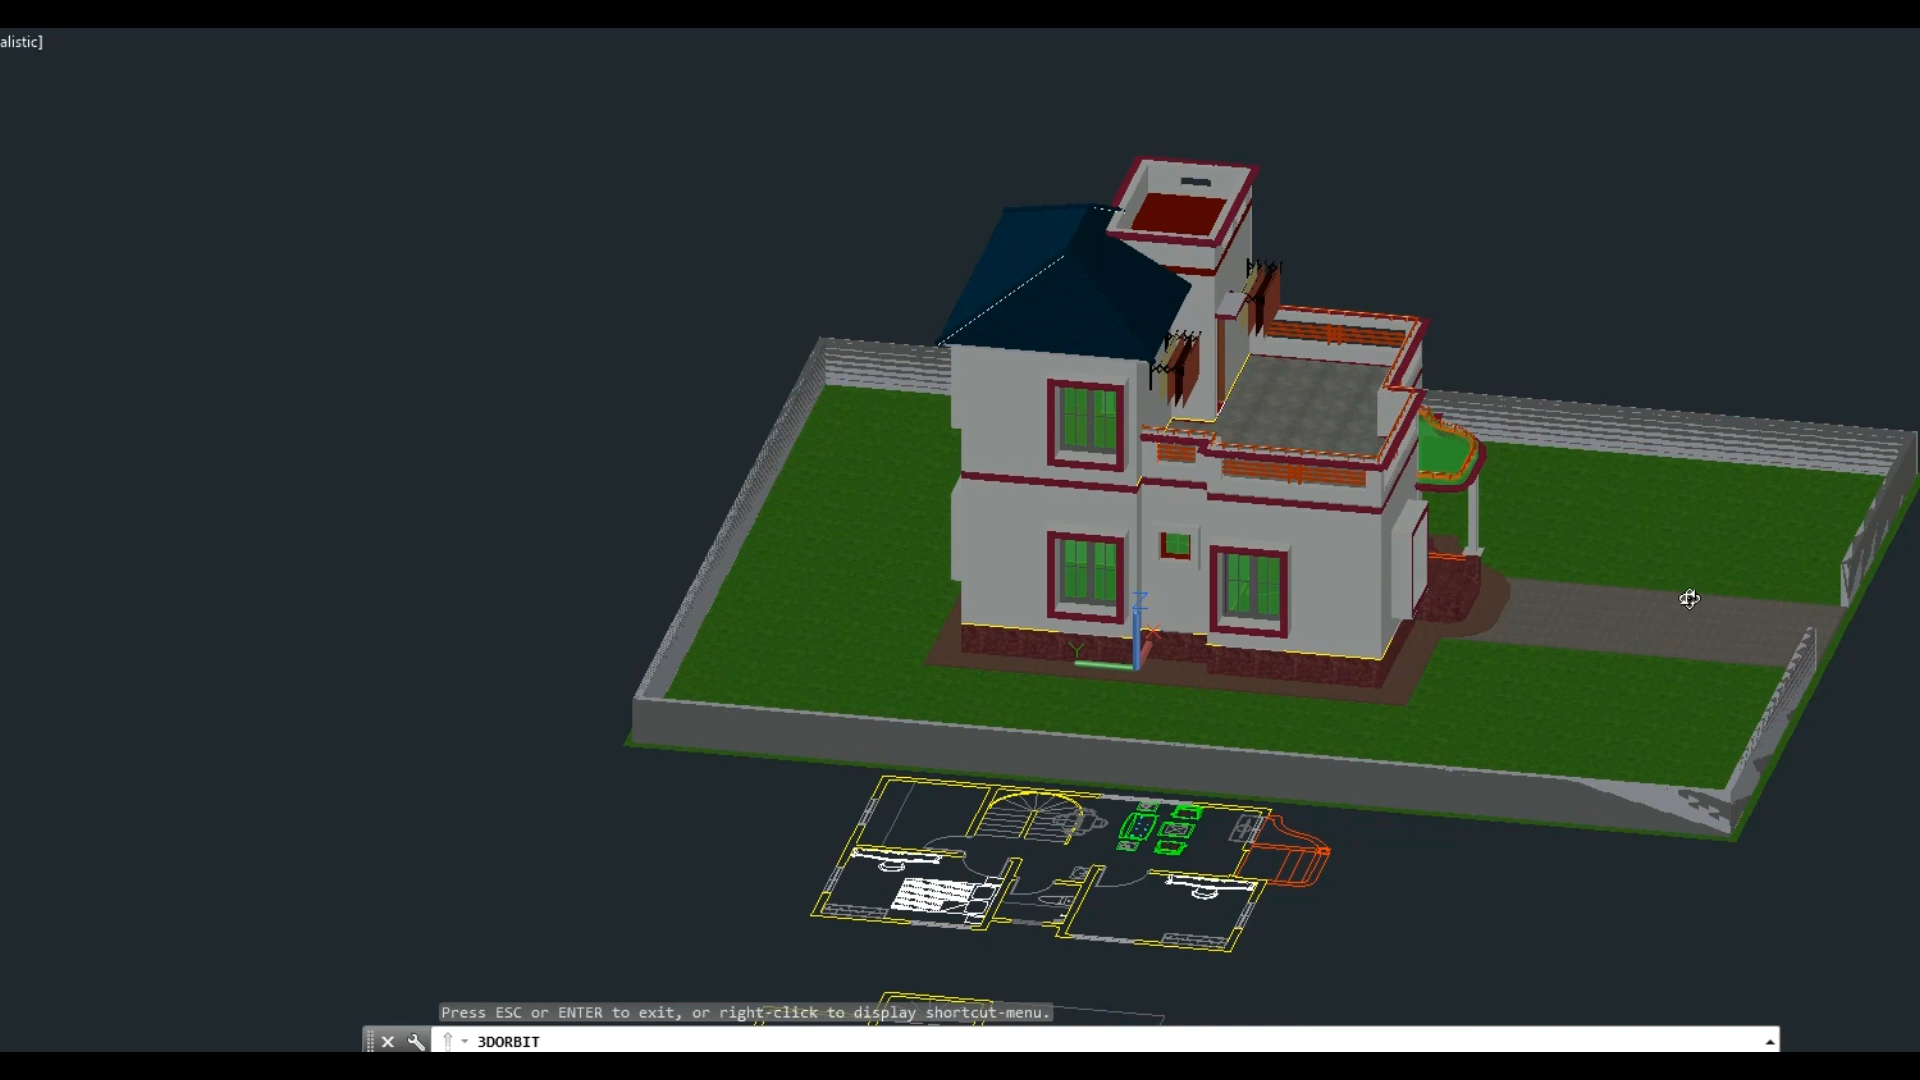 alistic]
Z
X
Y
Press ESC or ENTER to exit, or right-click to display shortcut-menu.
3DORBIT